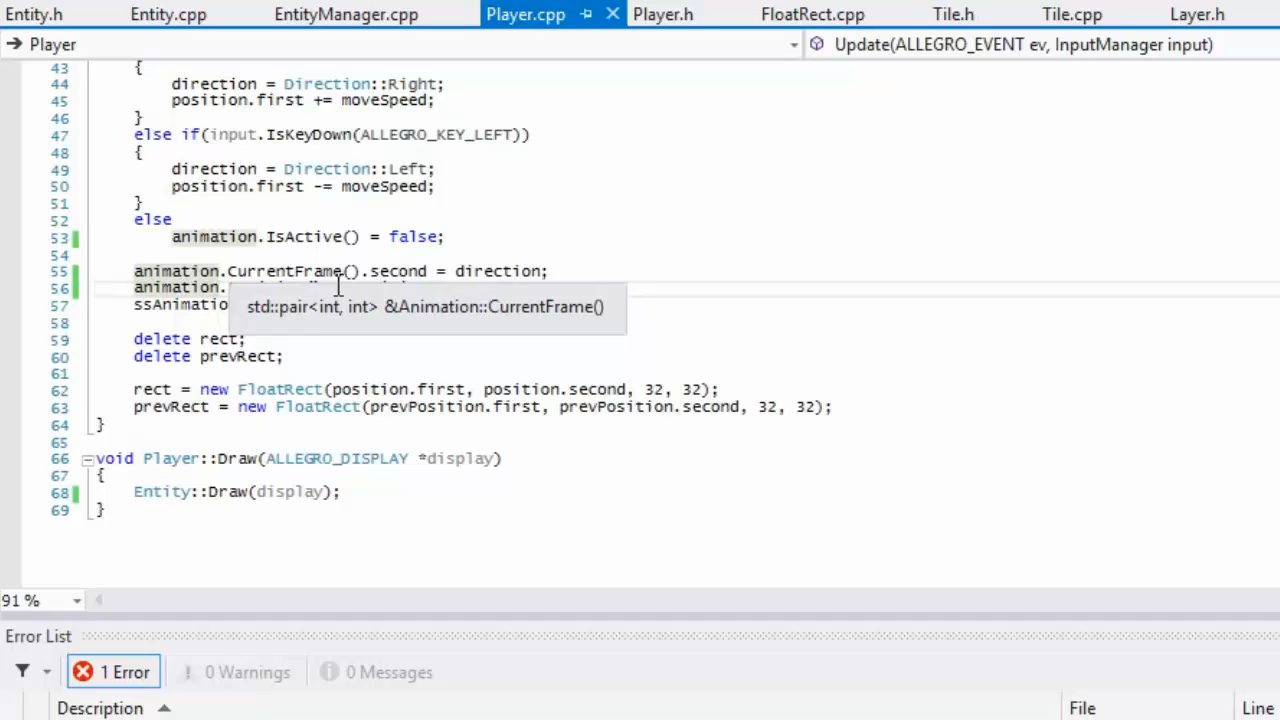 Entity.h Entity.cpp EntityManager.cpp Player.cpp Player.h FloatRect.cpp Tile.h Tile.cpp Layer.h
Player Update(ALLEGRO_EVENT ev, InputManager input)
43 {
44 direction = Direction::Right;
45 position.first += moveSpeed;
46 }
47 else if(input.IsKeyDown(ALLEGRO_KEY_LEFT))
48 {
49 direction = Direction::Left;
50 position.first -= moveSpeed;
51 }
52 else
53 animation.IsActive() = false;
54
55 animation.CurrentFrame().second = direction;
56 animation.
57 ssAnimatio
std::pair<int, int> &Animation::CurrentFrame()
58
59 delete rect;
60 delete prevRect;
61
62 rect = new FloatRect(position.first, position.second, 32, 32);
63 prevRect = new FloatRect(prevPosition.first, prevPosition.second, 32, 32);
64 }
65
66 void Player::Draw(ALLEGRO_DISPLAY *display)
67 {
68 Entity::Draw(display);
69 }
91 %
Error List
1 Error 0 Warnings 0 Messages
Description File Line